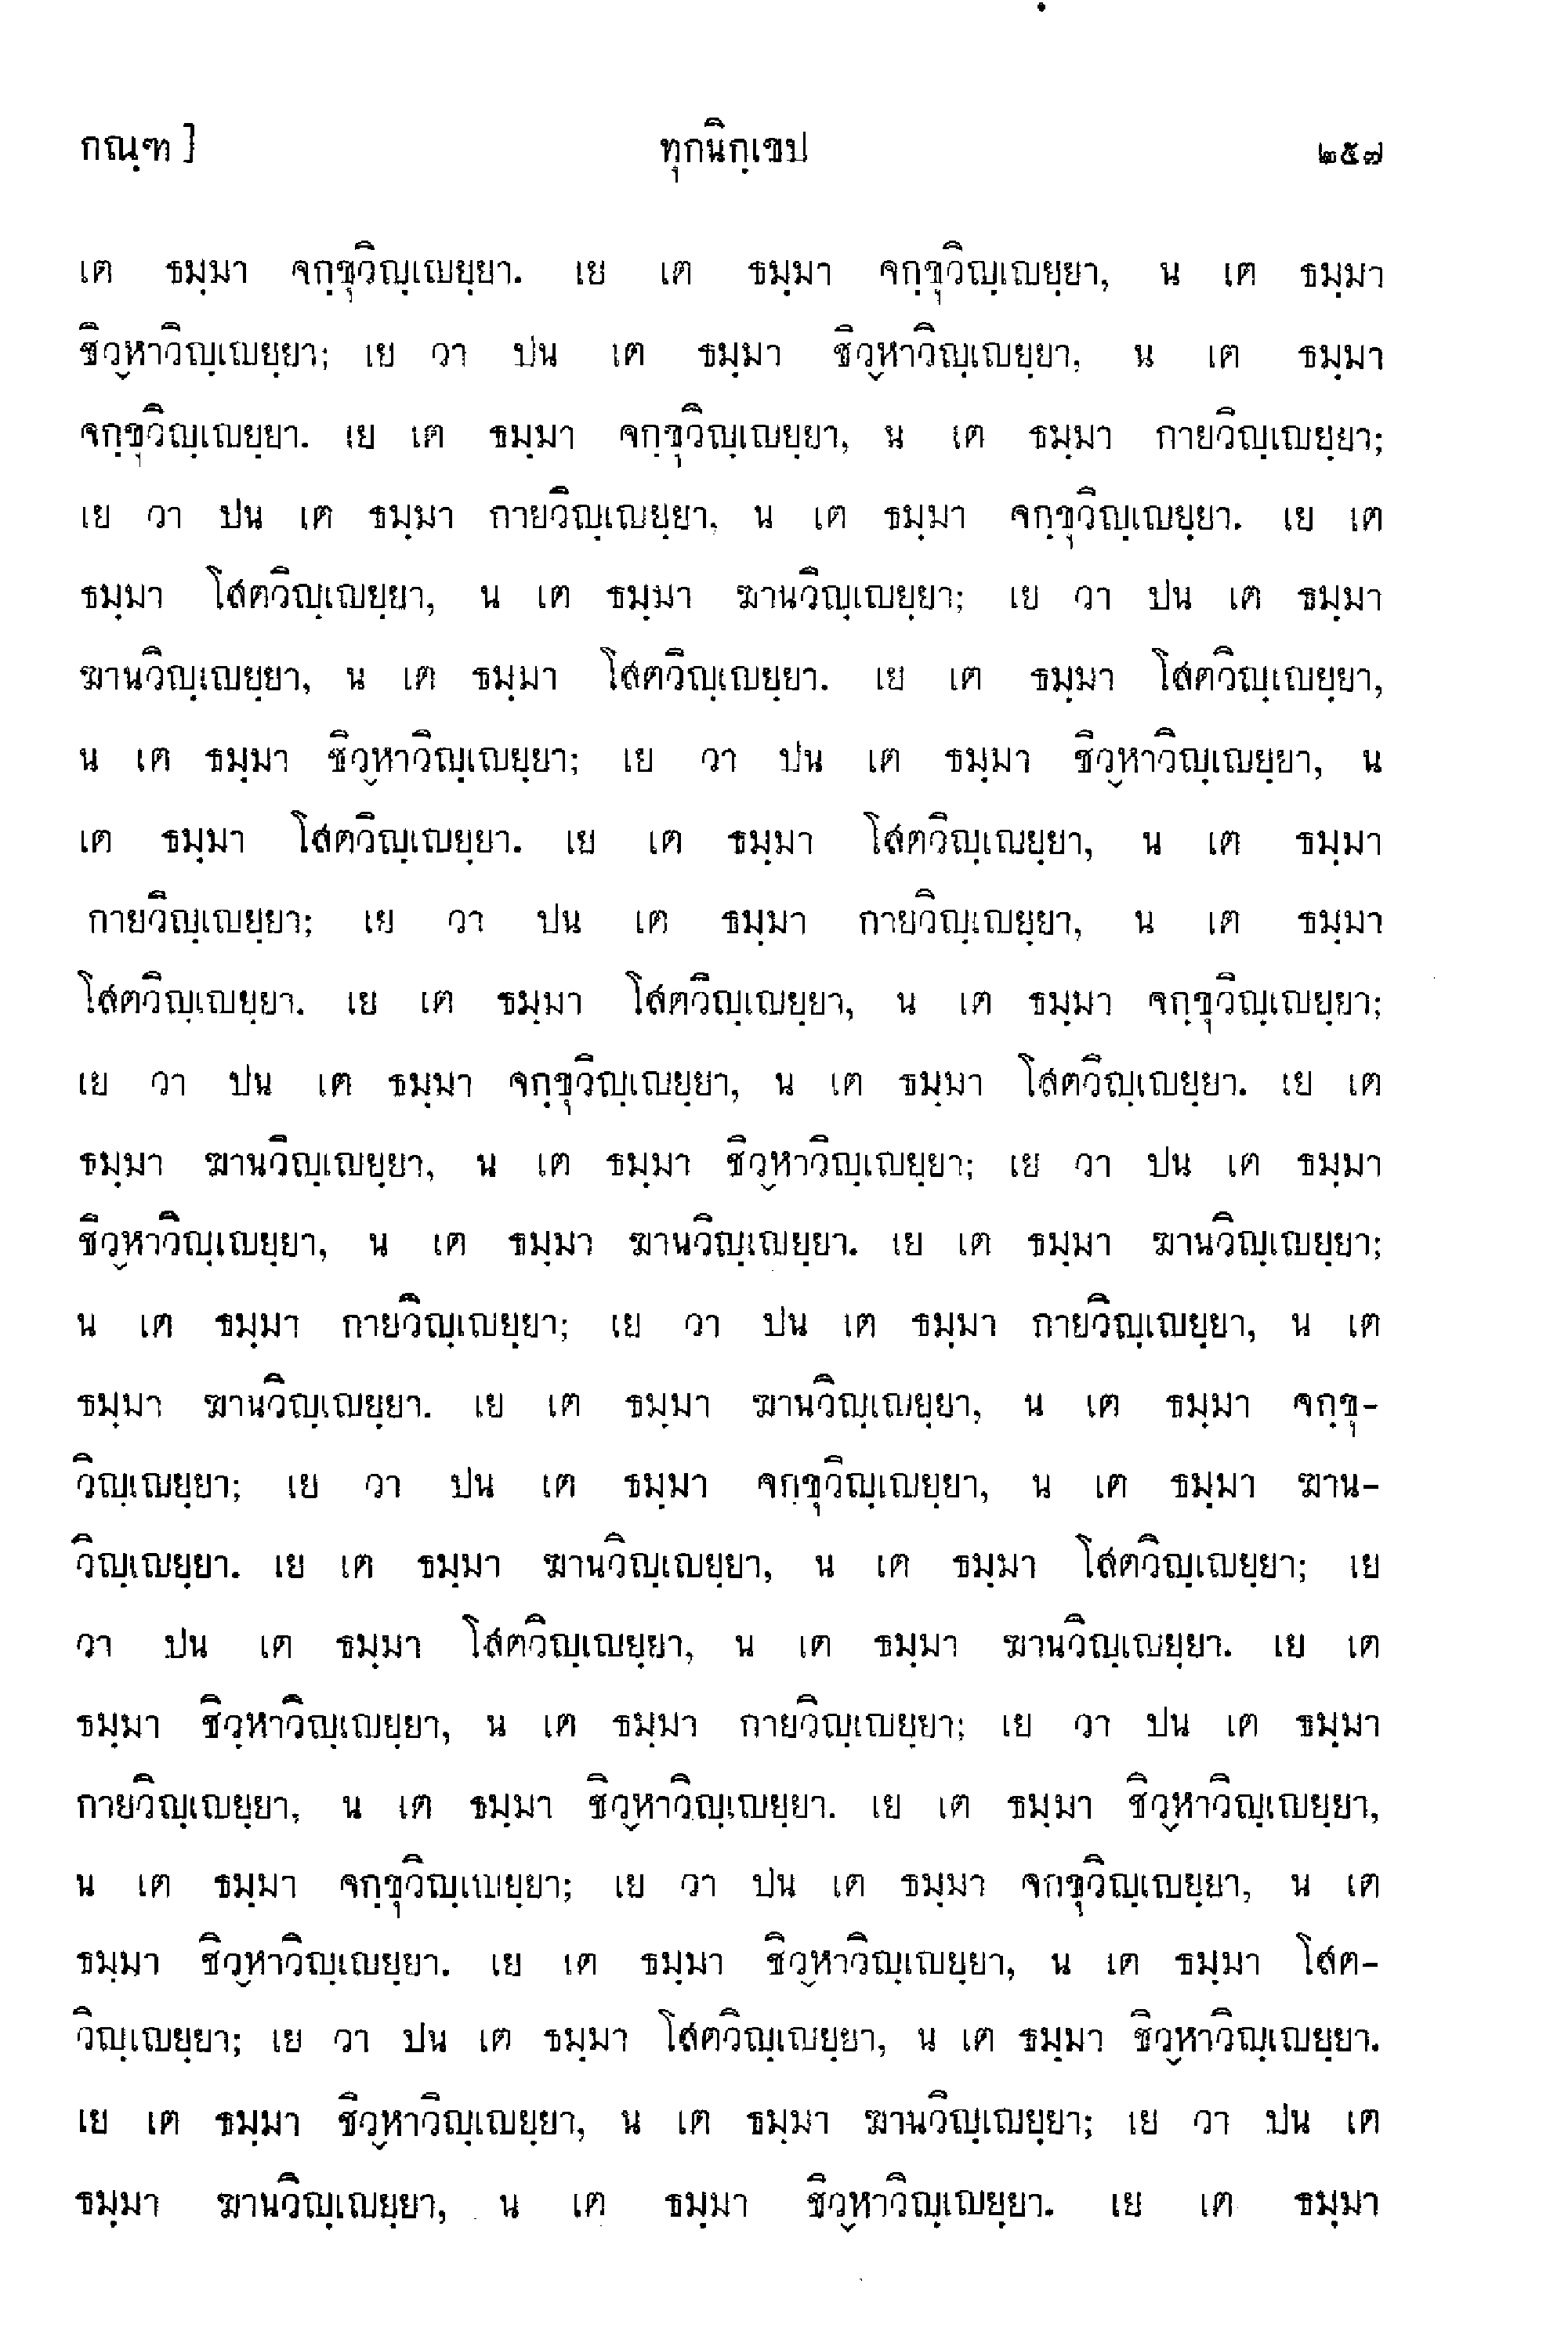 กณฺฑ]  ทุกนิกฺเขป  ๒๕๗
เต ธมฺมา จกฺขุวิญฺเญยฺยา. เย เต ธมฺมา จกฺขุวิญฺเญยฺยา, น เต ธมฺมา
ชิวฺหาวิญฺเญยฺยา; เย วา ปน เต ธมฺมา ชิวฺหาวิญฺเญยฺยา, น เต ธมฺมา
จกฺขุวิญฺเญยฺยา. เย เต ธมฺมา จกฺขุวิญฺเญยฺยา, น เต ธมฺมา กายวิญฺเญยฺยา;
เย วา ปน เต ธมฺมา กายวิญฺเญยฺยา, น เต ธมฺมา จกฺขุวิญฺเญยฺยา. เย เต
ธมฺมา โสตวิญฺเญยฺยา, น เต ธมฺมา ฆานวิญฺเญยฺยา; เย วา ปน เต ธมฺมา
ฆานวิญฺเญยฺยา, น เต ธมฺมา โสตวิญฺเญยฺยา. เย เต ธมฺมา โสตวิญฺเญยฺยา,
น เต ธมฺมา ชิวฺหาวิญฺเญยฺยา; เย วา ปน เต ธมฺมา ชิวฺหาวิญฺเญยฺยา, น
เต ธมฺมา โสตวิญฺเญยฺยา. เย เต ธมฺมา โสตวิญฺเญยฺยา, น เต ธมฺมา
กายวิญฺเญยฺยา; เย วา ปน เต ธมฺมา กายวิญฺเญยฺยา, น เต ธมฺมา
โสตวิญฺเญยฺยา. เย เต ธมฺมา โสตวิญฺเญยฺยา, น เต ธมฺมา จกฺขุวิญฺเญยฺยา;
เย วา ปน เต ธมฺมา จกฺขุวิญฺเญยฺยา, น เต ธมฺมา โสตวิญฺเญยฺยา. เย เต
ธมฺมา ฆานวิญฺเญยฺยา, น เต ธมฺมา ชิวฺหาวิญฺเญยฺยา; เย วา ปน เต ธมฺมา
ชิวฺหาวิญฺเญยฺยา, น เต ธมฺมา ฆานวิญฺเญยฺยา. เย เต ธมฺมา ฆานวิญฺเญยฺยา;
น เต ธมฺมา กายวิญฺเญยฺยา; เย วา ปน เต ธมฺมา กายวิญฺเญยฺยา, น เต
ธมฺมา ฆานวิญฺเญยฺยา. เย เต ธมฺมา ฆานวิญฺเญยฺยา, น เต ธมฺมา จกฺขุ-
วิญฺเญยฺยา; เย วา ปน เต ธมฺมา จกฺขุวิญฺเญยฺยา, น เต ธมฺมา ฆาน-
วิญฺเญยฺยา. เย เต ธมฺมา ฆานวิญฺเญยฺยา, น เต ธมฺมา โสตวิญฺเญยฺยา; เย
วา ปน เต ธมฺมา โสตวิญฺเญยฺยา, น เต ธมฺมา ฆานวิญฺเญยฺยา. เย เต
ธมฺมา ชิวฺหาวิญฺเญยฺยา, น เต ธมฺมา กายวิญฺเญยฺยา; เย วา ปน เต ธมฺมา
กายวิญฺเญยฺยา, น เต ธมฺมา ชิวฺหาวิญฺเญยฺยา. เย เต ธมฺมา ชิวฺหาวิญฺเญยฺยา,
น เต ธมฺมา จกฺขุวิญฺเญยฺยา; เย วา ปน เต ธมฺมา จกขุวิญฺเญยฺยา, น เต
ธมฺมา ชิวฺหาวิญฺเญยฺยา. เย เต ธมฺมา ชิวฺหาวิญฺเญยฺยา, น เต ธมฺมา โสต-
วิญฺเญยฺยา; เย วา ปน เต ธมฺมา โสตวิญฺเญยฺยา, น เต ธมฺมา ชิวฺหาวิญฺเญยฺยา.
เย เต ธมฺมา ชิวฺหาวิญฺเญยฺยา, น เต ธมฺมา ฆานวิญฺเญยฺยา; เย วา ปน เต
ธมฺมา ฆานวิญฺเญยฺยา, น เต ธมฺมา ชิวฺหาวิญฺเญยฺยา. เย เต ธมฺมา